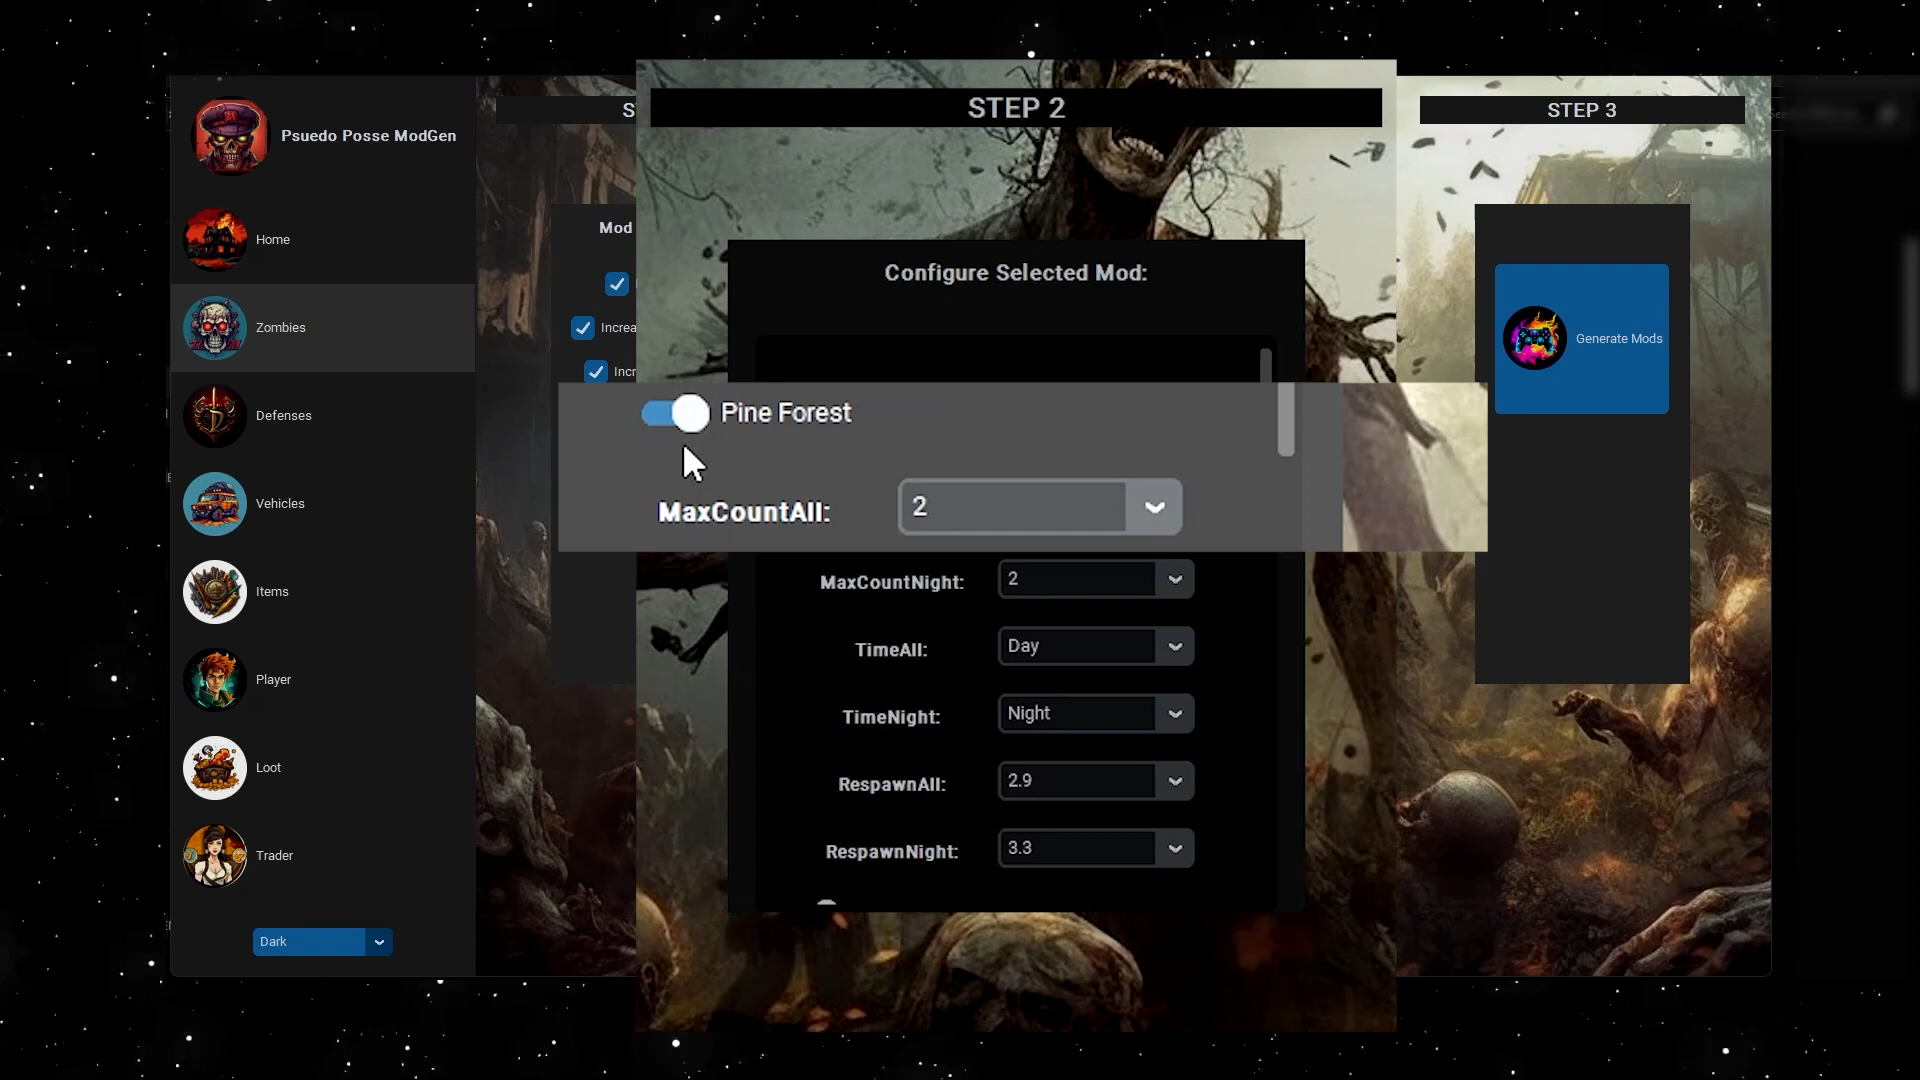 Psuedo Posse ModGen
Home
Zombies
Defenses
Vehicles
Items
Player
Loot
Trader
Dark
S
Mod
Increa
Incr
STEP 2
Configure Selected Mod:
Pine Forest
MaxCountAll: 2
MaxCountNight: 2
TimeAll: Day
TimeNight: Night
RespawnAll: 2.9
RespawnNight: 3.3
STEP 3
Generate Mods